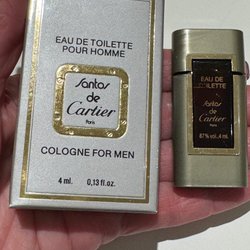 EAU DE TOILETTE
POUR HOMME
Santos
de
Cartier
Paris
COLOGNE FOR MEN
4 ml. 0,13 fl.oz.
EAU DE
TOILETTE
Santos
de
Cartier
Paris
87% vol. 4 ml